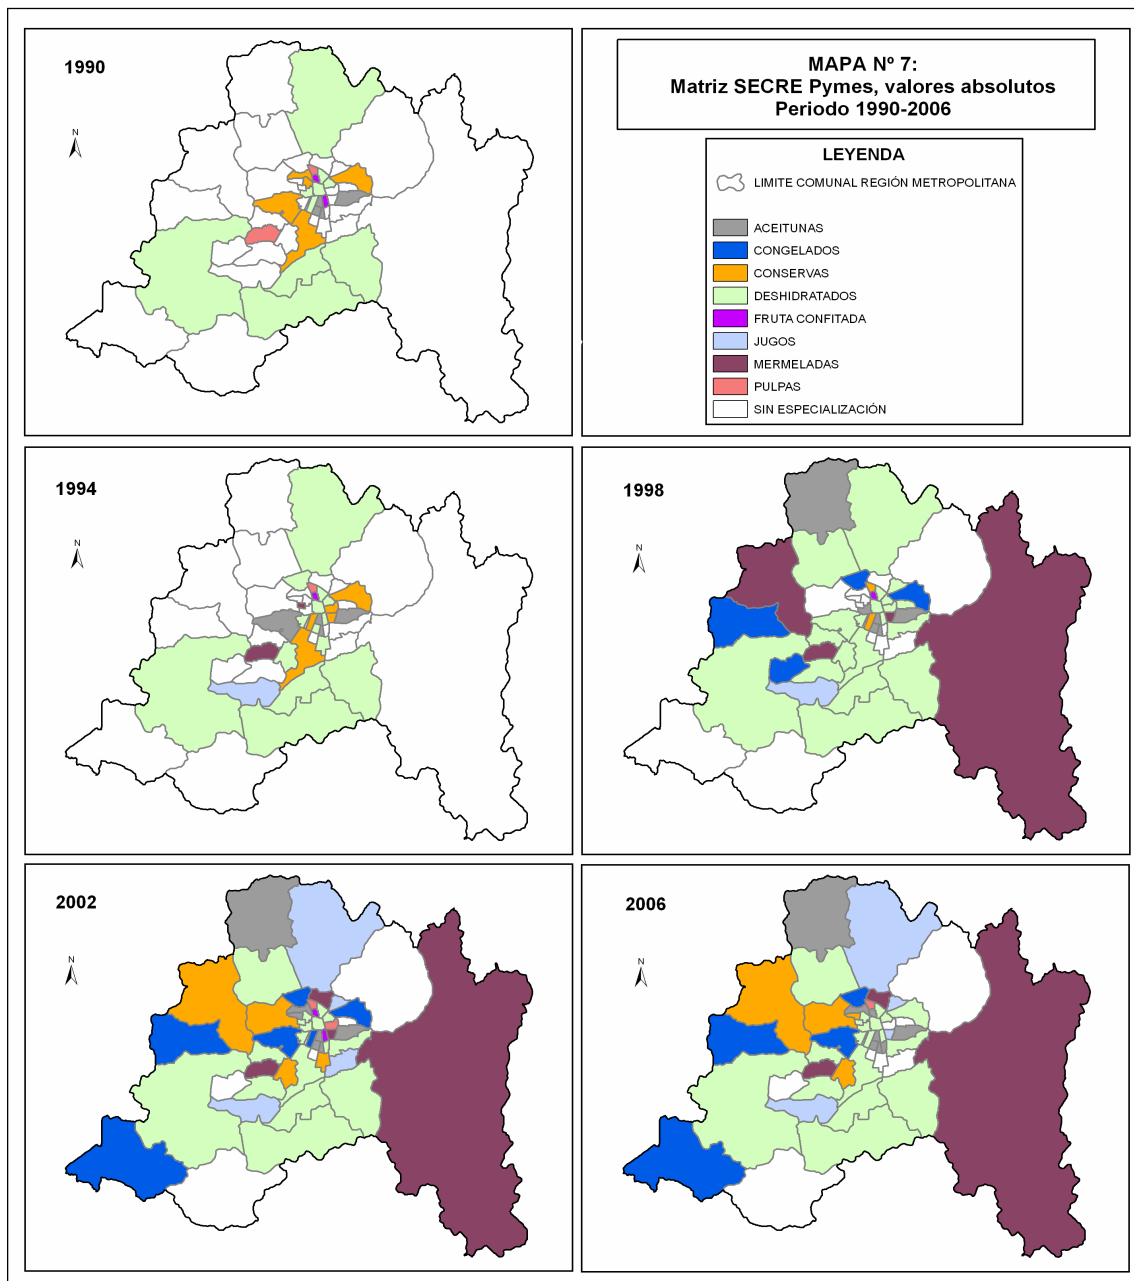 1990
N
MAPA Nº 7:
Matriz SECRE Pymes, valores absolutos
Periodo 1990-2006
LEYENDA
LIMITE COMUNAL REGIÓN METROPOLITANA
ACEITUNAS
CONGELADOS
CONSERVAS
DESHIDRATADOS
FRUTA CONFITADA
JUGOS
MERMELADAS
PULPAS
SIN ESPECIALIZACIÓN
1994
N
1998
N
2002
N
2006
N